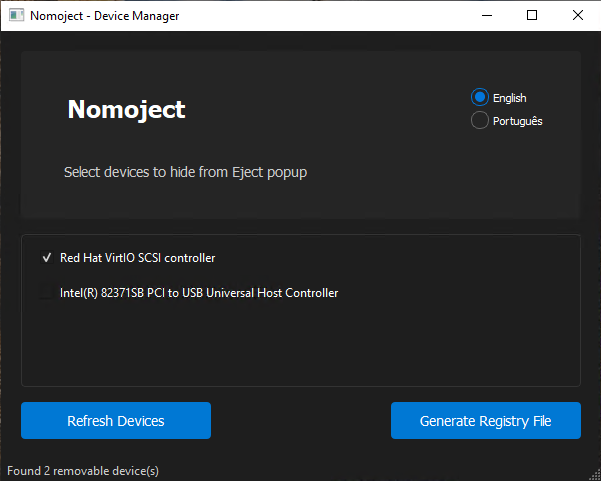 Nomoject - Device Manager
Nomoject
English
Português
Select devices to hide from Eject popup
Red Hat VirtIO SCSI controller
Intel(R) 82371SB PCI to USB Universal Host Controller
Refresh Devices
Generate Registry File
Found 2 removable device(s)